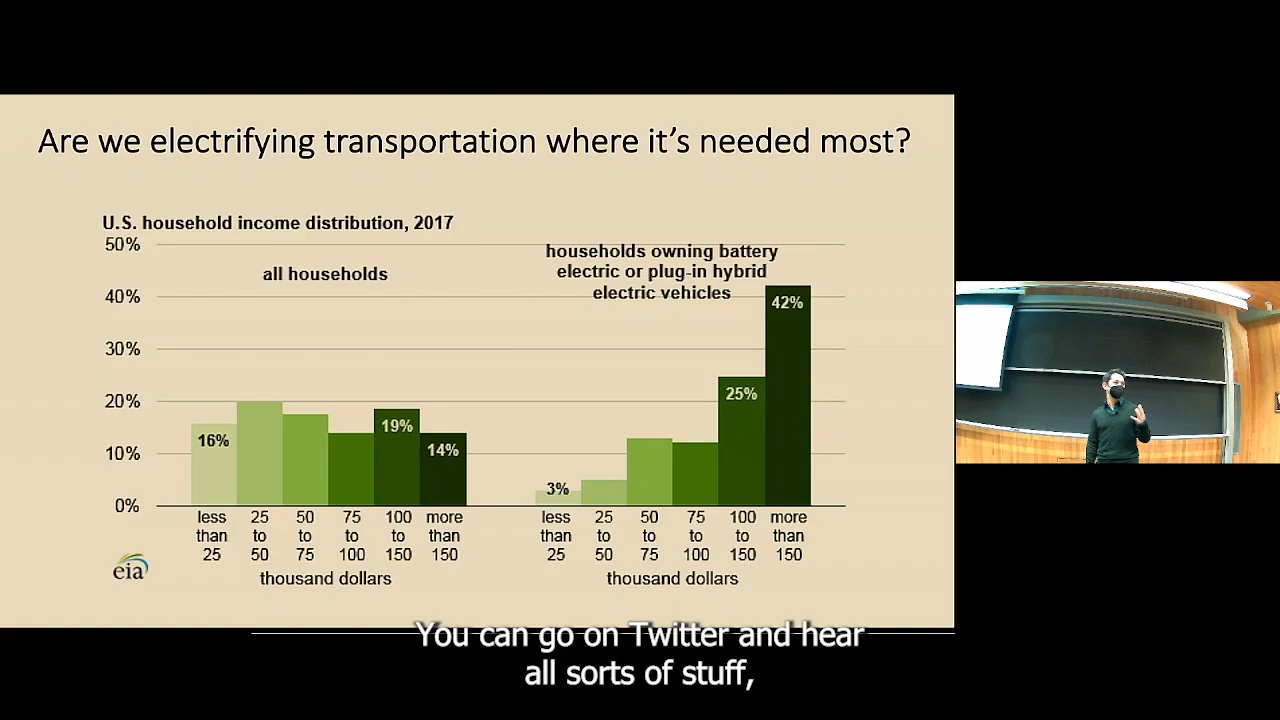 Are we electrifying transportation where it's needed most?
U.S. household income distribution, 2017
50%
40%
30%
20%
10%
0%
all households
16%
19%
14%
less than 25
25 to 50
50 to 75
75 to 100
100 to 150
more than 150
thousand dollars
households owning battery
electric or plug-in hybrid
electric vehicles
3%
25%
42%
less than 25
25 to 50
50 to 75
75 to 100
100 to 150
more than 150
thousand dollars
eia
You can go on Twitter and hear
all sorts of stuff,